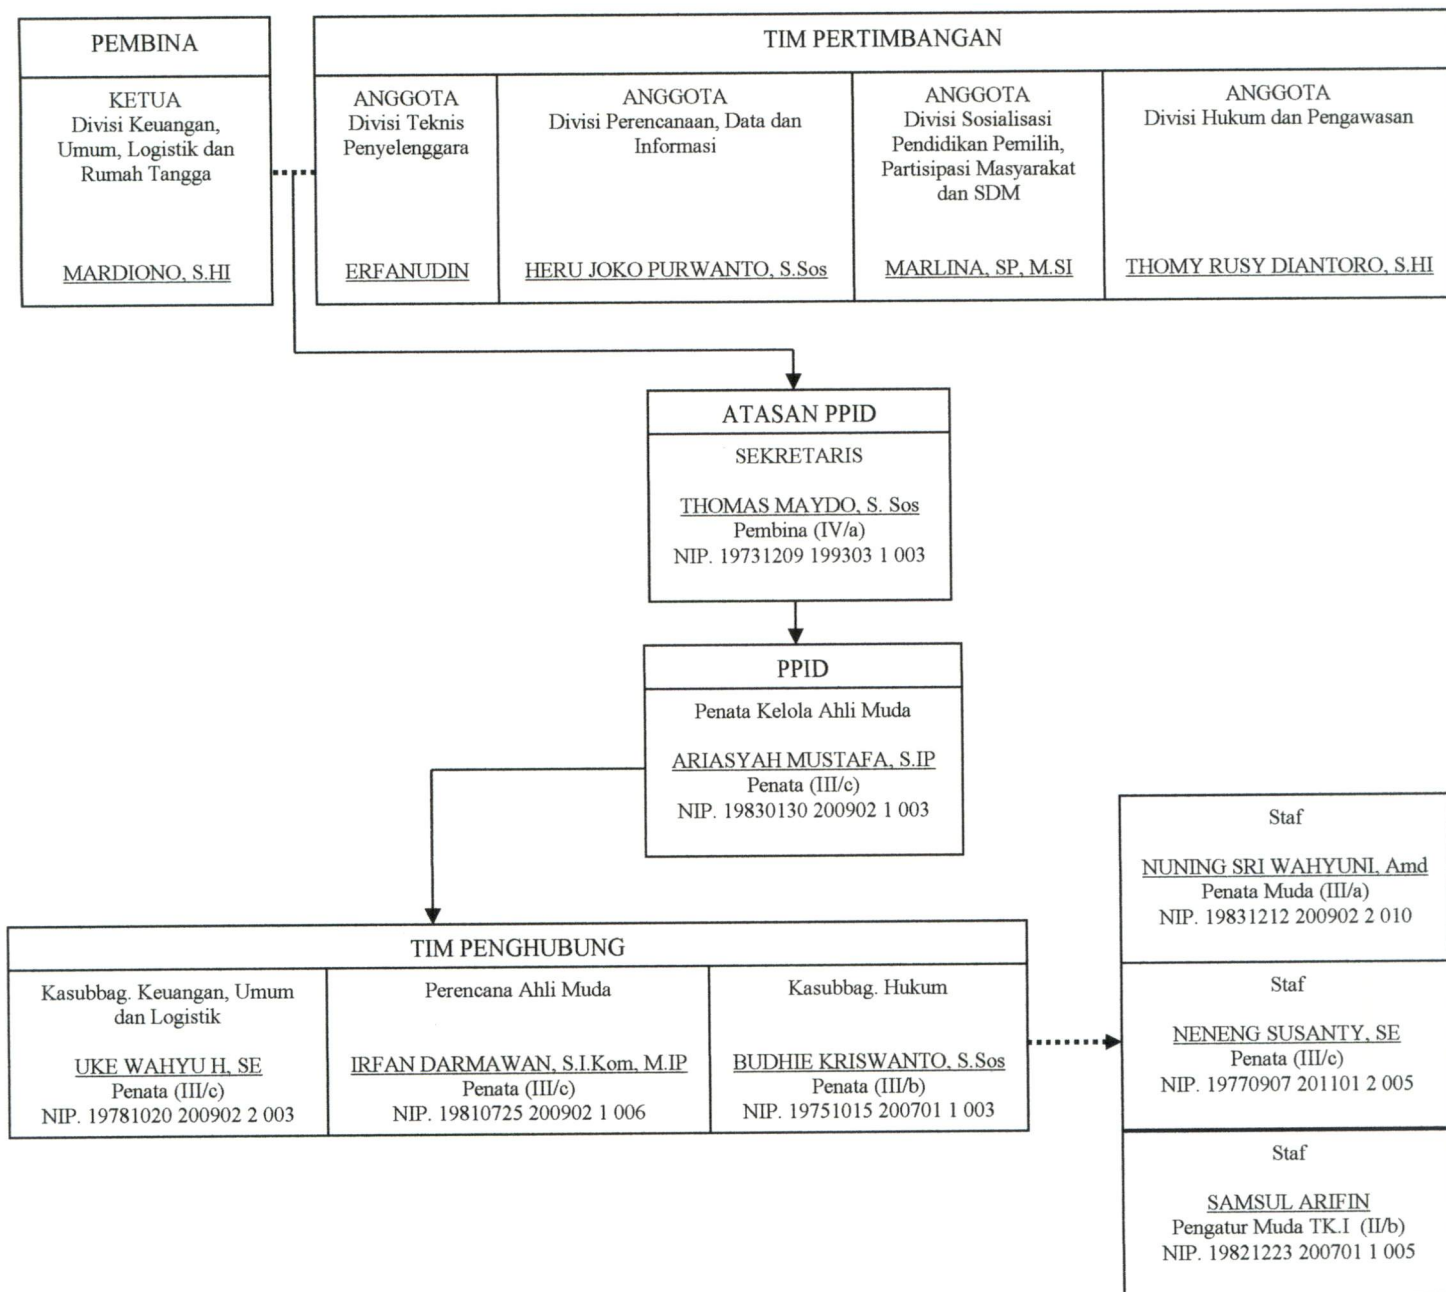 PEMBINA
KETUA
Divisi Keuangan,
Umum, Logistik dan
Rumah Tangga
MARDIONO, S.HI
TIM PERTIMBANGAN
ANGGOTA
Divisi Teknis
Penyelenggara
ERFANUDIN
ANGGOTA
Divisi Perencanaan, Data dan
Informasi
HERU JOKO PURWANTO, S.Sos
ANGGOTA
Divisi Sosialisasi
Pendidikan Pemilih,
Partisipasi Masyarakat
dan SDM
MARLINA, SP, M.SI
ANGGOTA
Divisi Hukum dan Pengawasan
THOMY RUSY DIANTORO, S.HI
ATASAN PPID
SEKRETARIS
THOMAS MAYDO, S. Sos
Pembina (IV/a)
NIP. 19731209 199303 1 003
PPID
Penata Kelola Ahli Muda
ARIASYAH MUSTAFA, S.IP
Penata (III/c)
NIP. 19830130 200902 1 003
TIM PENGHUBUNG
Kasubbag. Keuangan, Umum
dan Logistik
UKE WAHYU H, SE
Penata (III/c)
NIP. 19781020 200902 2 003
Perencana Ahli Muda
IRFAN DARMAWAN, S.I.Kom, M.IP
Penata (III/c)
NIP. 19810725 200902 1 006
Kasubbag. Hukum
BUDHIE KRISWANTO, S.Sos
Penata (III/b)
NIP. 19751015 200701 1 003
Staf
NUNING SRI WAHYUNI, Amd
Penata Muda (III/a)
NIP. 19831212 200902 2 010
Staf
NENENG SUSANTY, SE
Penata (III/c)
NIP. 19770907 201101 2 005
Staf
SAMSUL ARIFIN
Pengatur Muda TK.I (II/b)
NIP. 19821223 200701 1 005